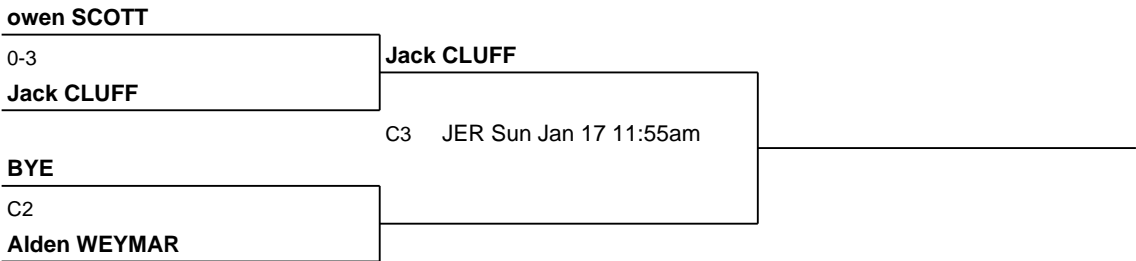 owen SCOTT
0-3
Jack CLUFF
Jack CLUFF
C3 JER Sun Jan 17 11:55am
BYE
C2
Alden WEYMAR